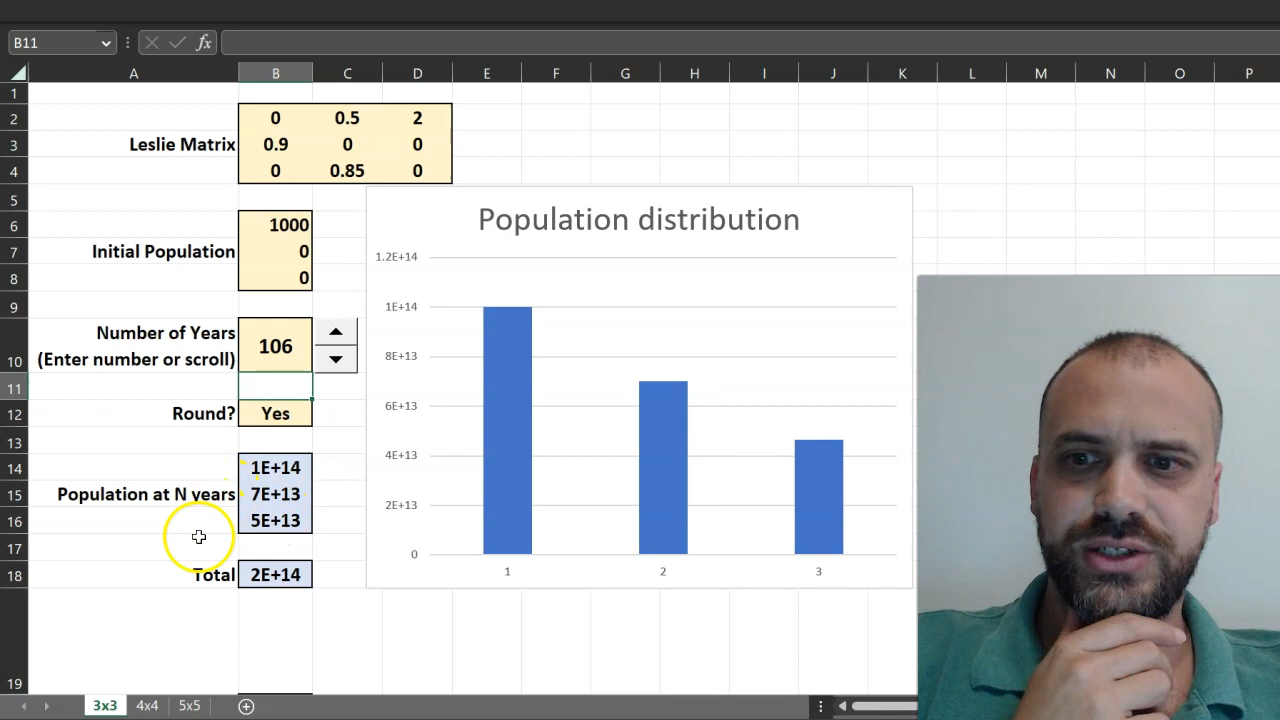 B11
fx
A B C D E F G H I J K L M N O P
1
2 0 0.5 2
3 Leslie Matrix 0.9 0 0
4 0 0.85 0
5
Population distribution
6 1000
7 Initial Population 0
8 0
9
10 Number of Years
(Enter number or scroll) 106
11
12 Round? Yes
13
14 1E+14
15 Population at N years 7E+13
16 5E+13
17
18 Total 2E+14
19
1.2E+14
1E+14
8E+13
6E+13
4E+13
2E+13
0
1 2 3
3x3 4x4 5x5